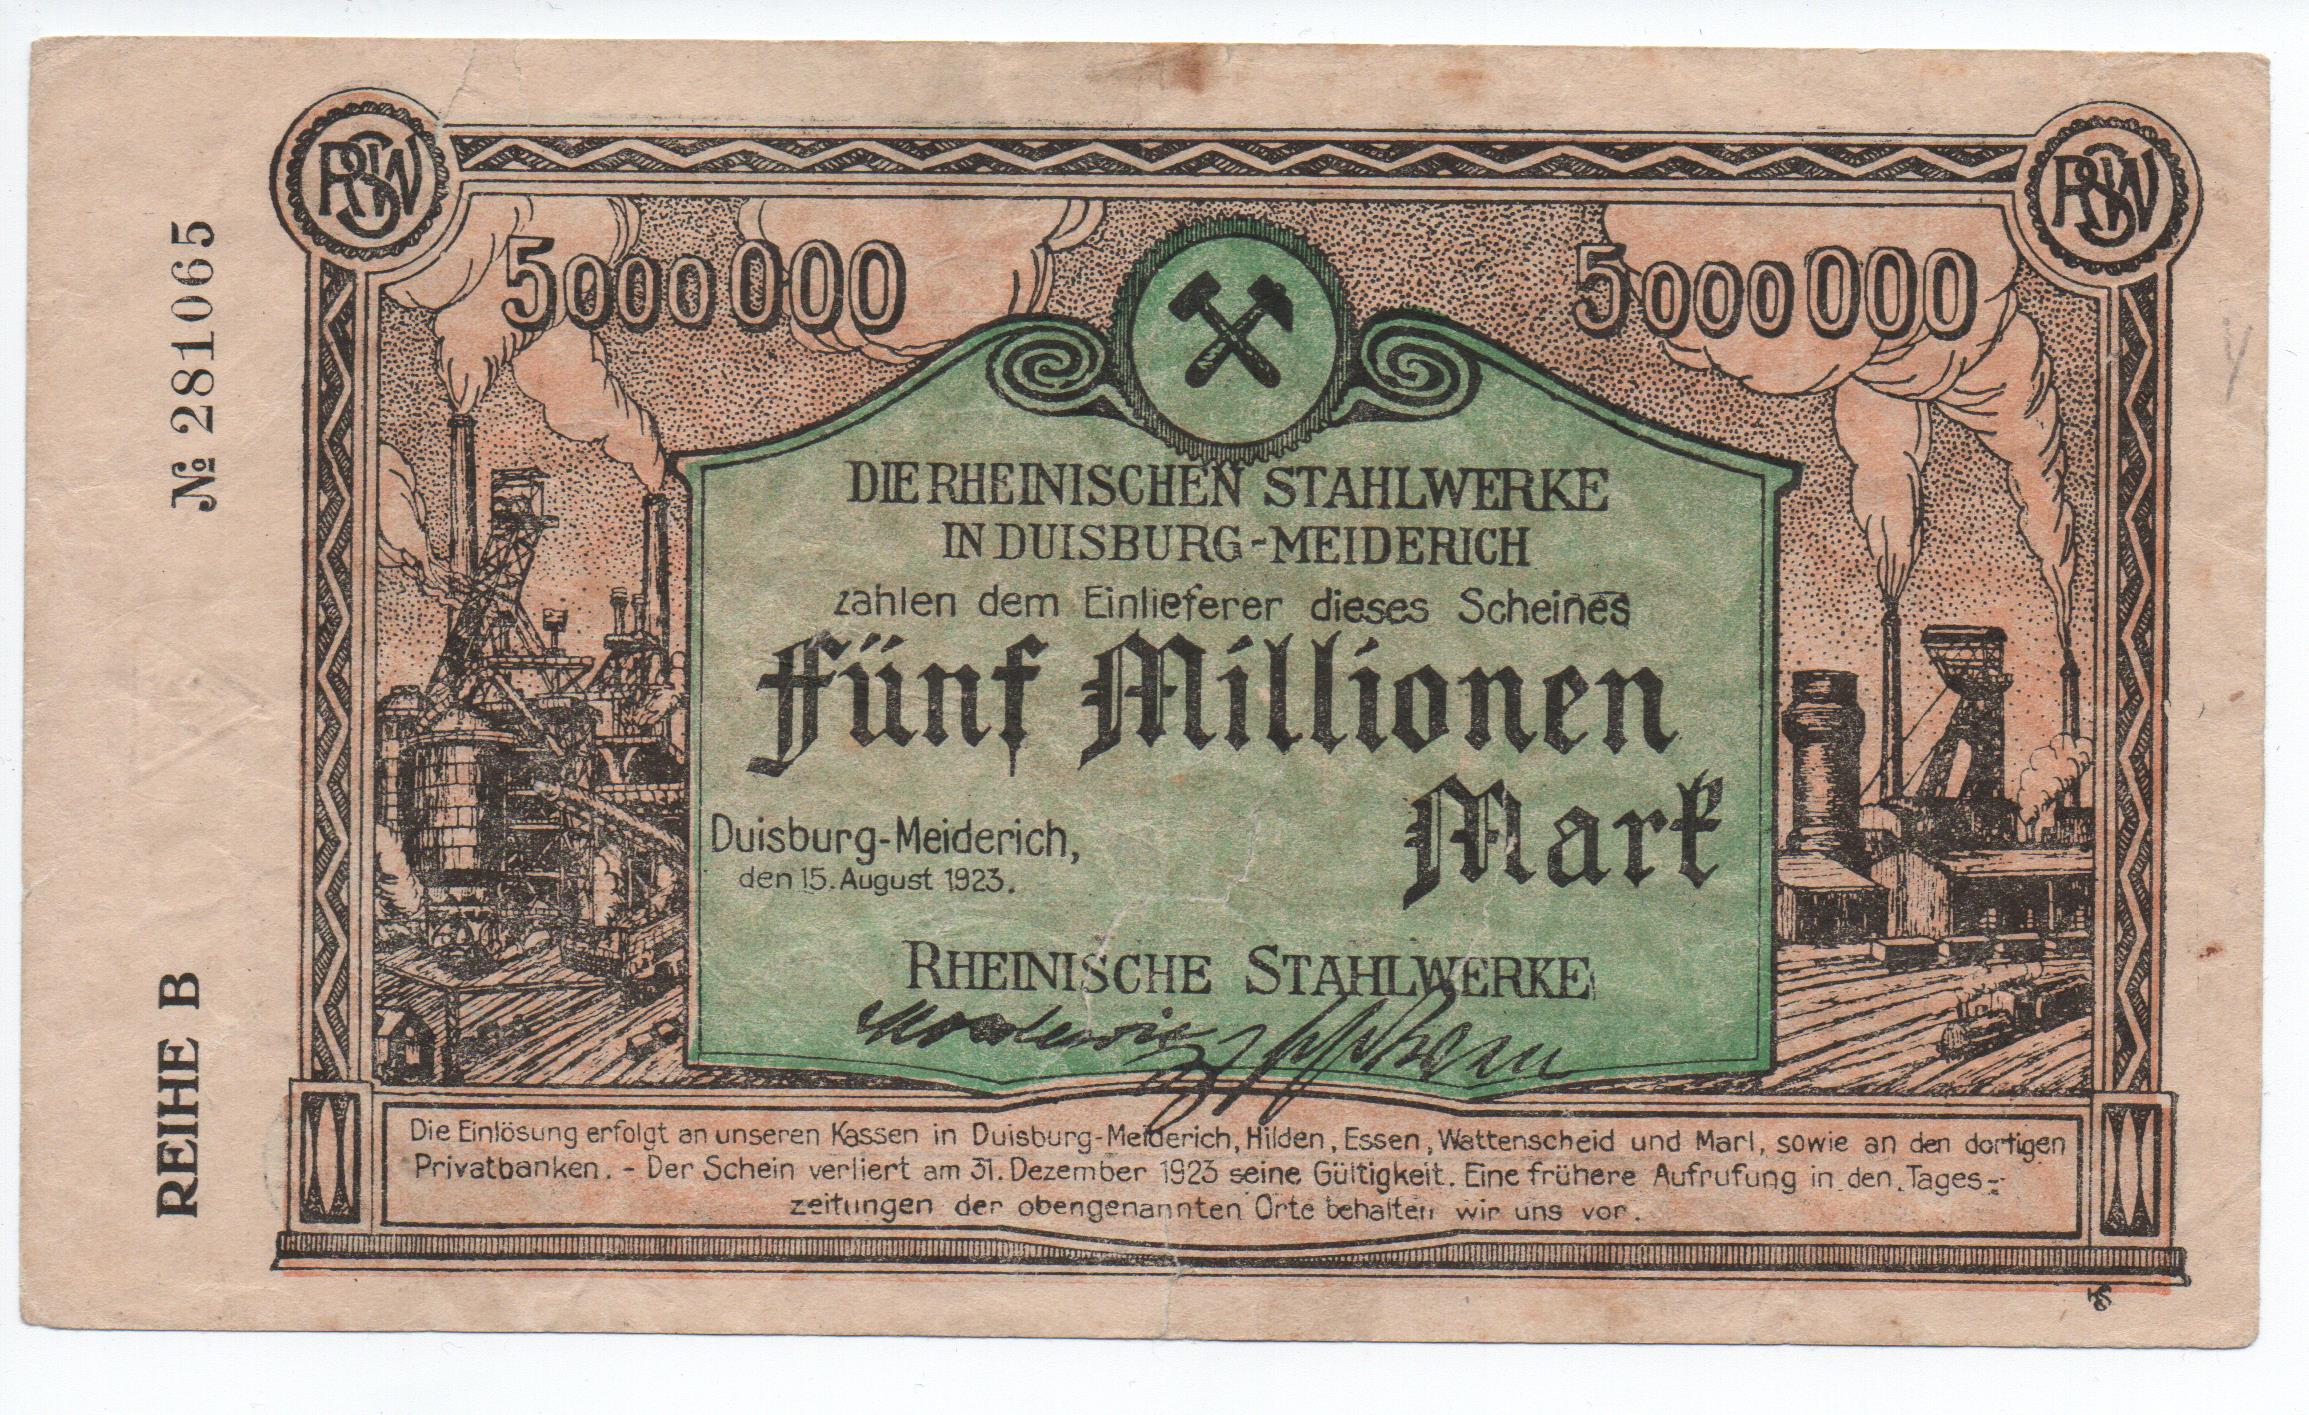 RSW
RSW
5000000
5000000
№ 281065
DIE RHEINISCHEN STAHLWERKE
IN DUISBURG-MEIDERICH
zahlen dem Einlieferer dieses Scheines
Fünf Millionen
Mark
Duisburg-Meiderich,
den 15. August 1923.
RHEINISCHE STAHLWERKE
REIHE B
Die Einlösung erfolgt an unseren Kassen in Duisburg-Meiderich, Hilden, Essen, Wattenscheid und Marl, sowie an den dortigen
Privatbanken. - Der Schein verliert am 31. Dezember 1923 seine Gültigkeit. Eine frühere Aufrufung in den Tages-
zeitungen der obengenannten Orte behalten wir uns vor.